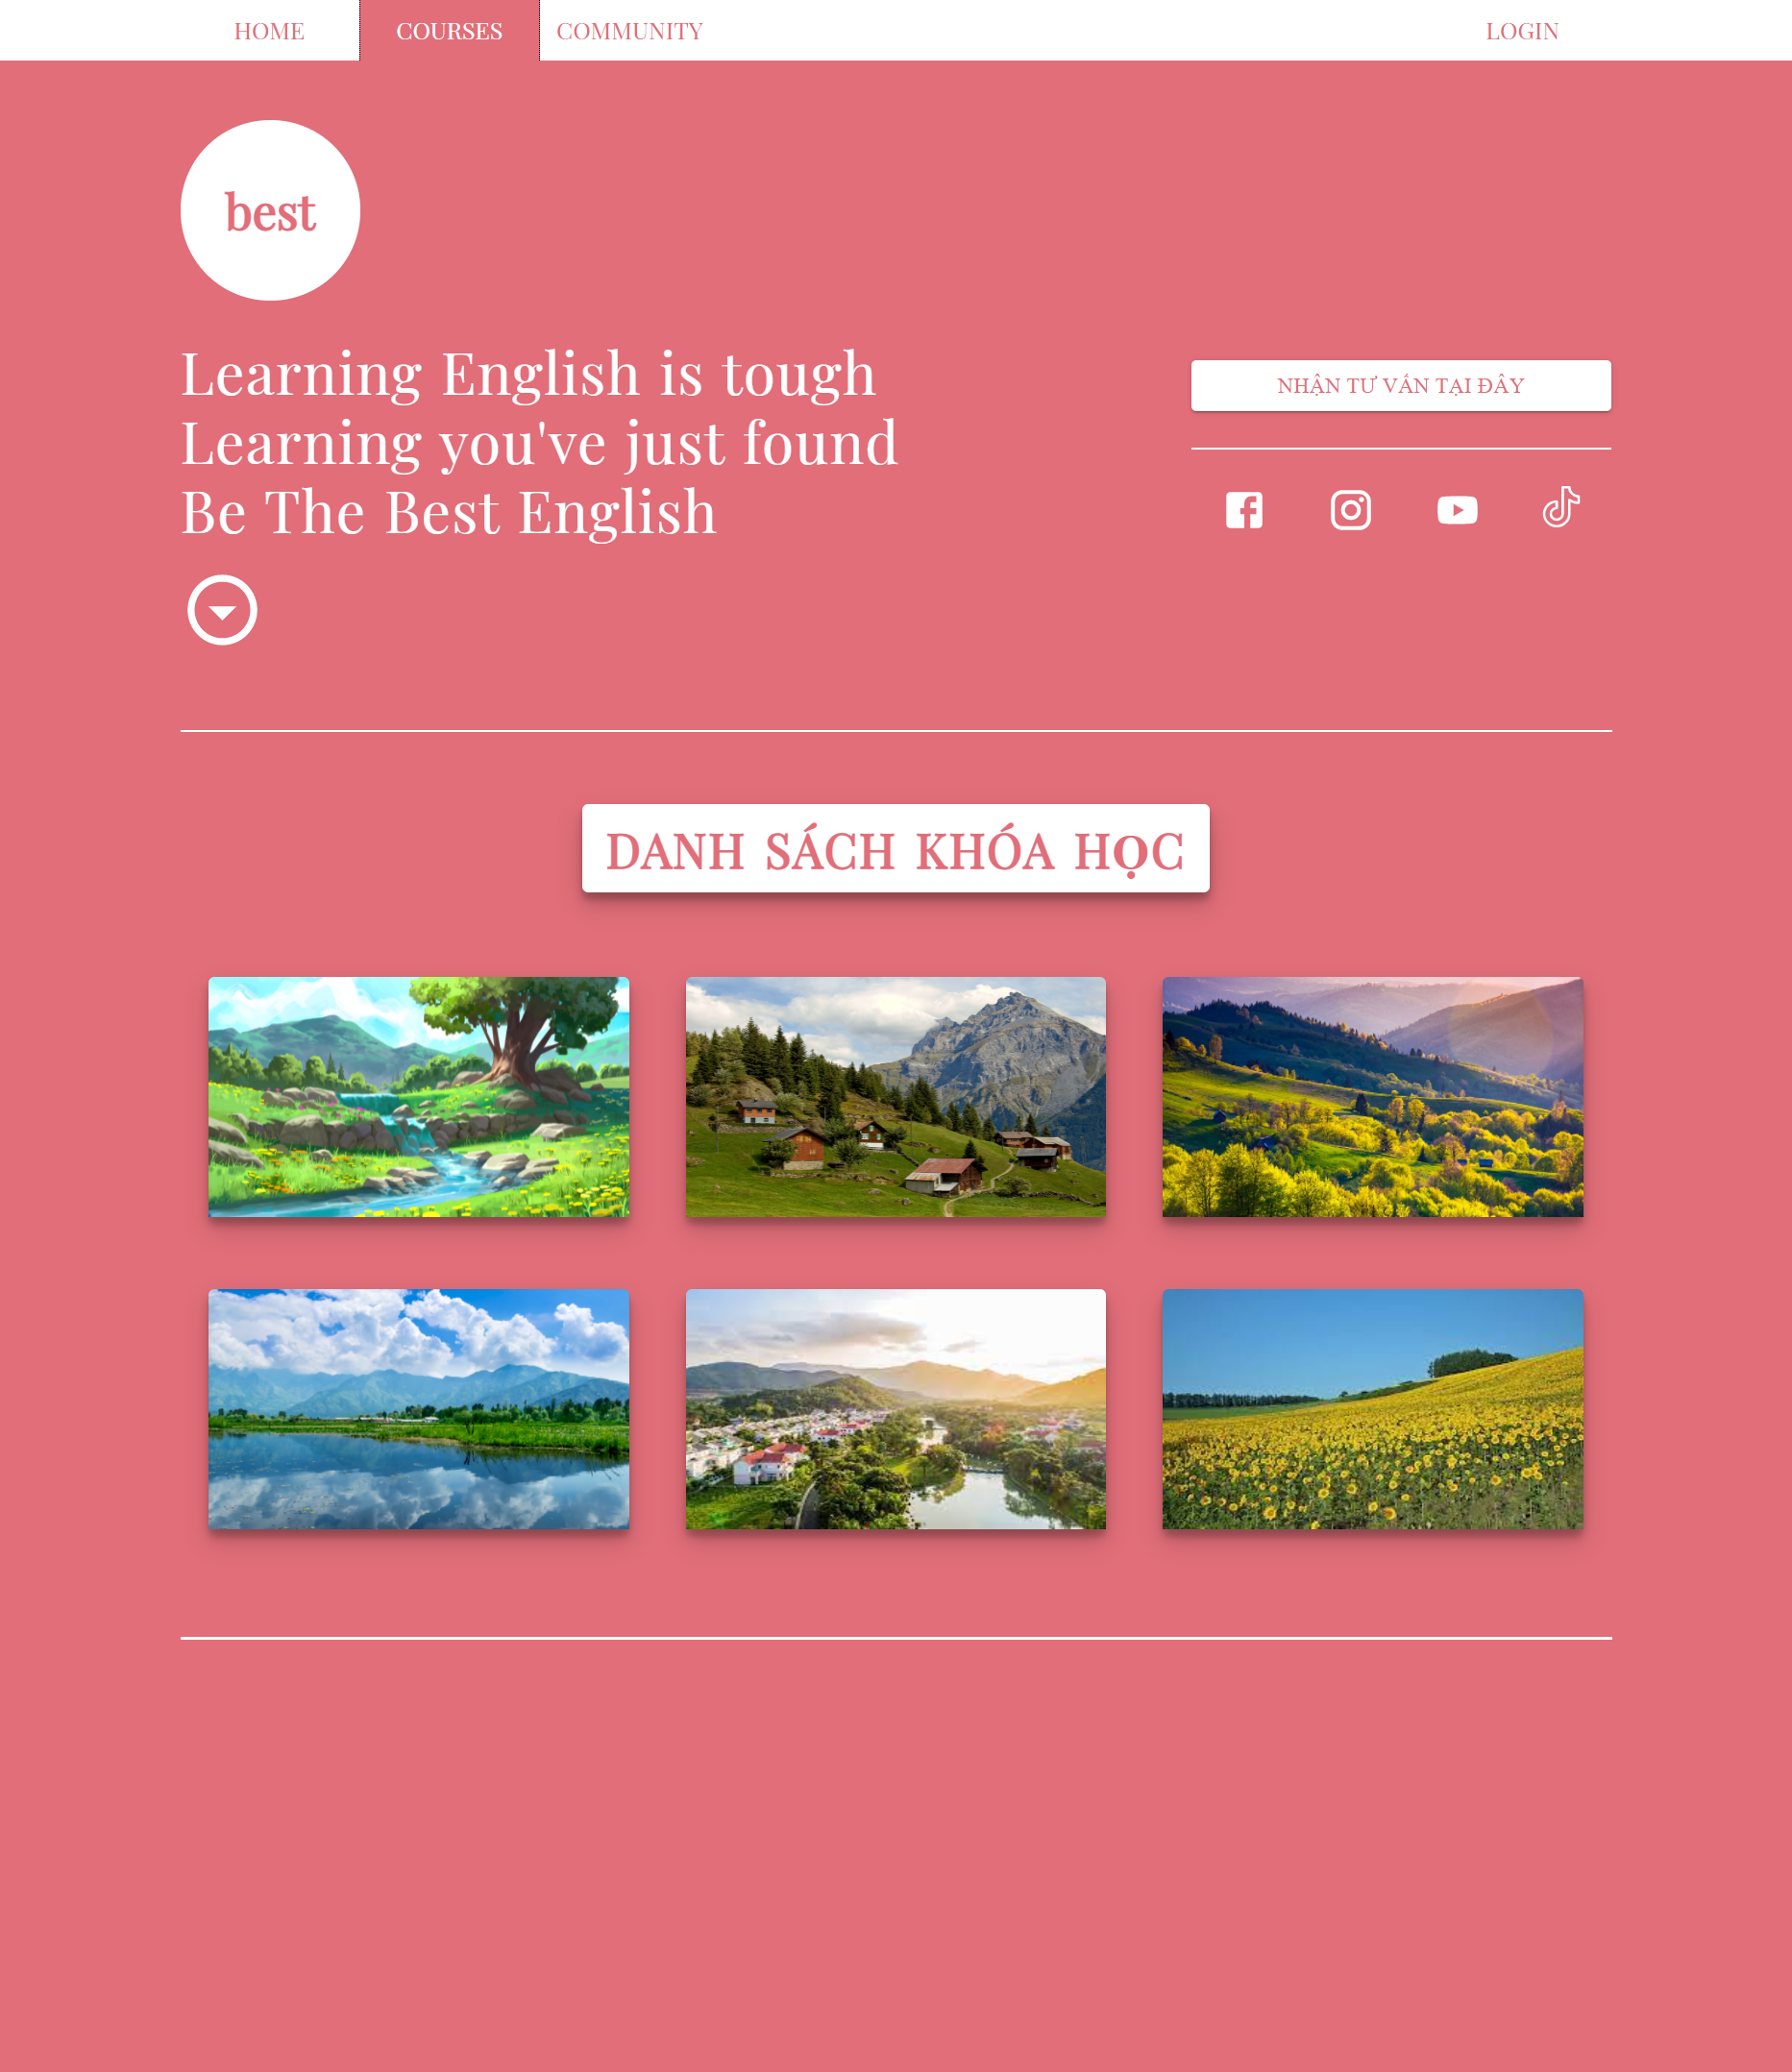 HOME
COURSES
COMMUNITY
LOGIN
best
Learning English is tough
Learning you've just found
Be The Best English
NHẬN TƯ VẤN TẠI ĐÂY
DANH SÁCH KHÓA HỌC